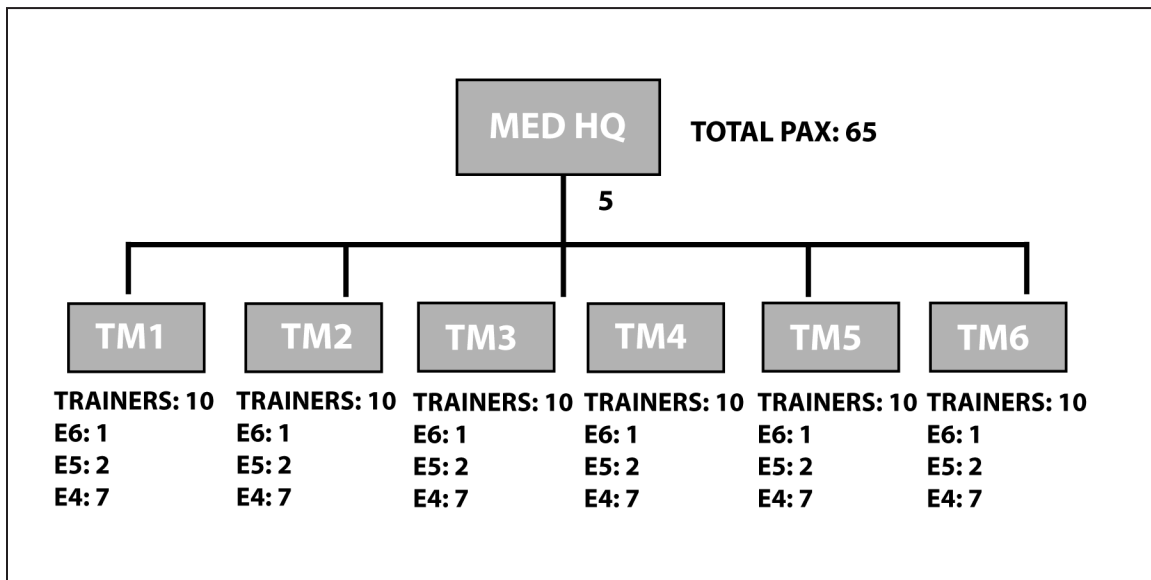 MED HQ
TOTAL PAX: 65
5
TM1 TM2 TM3 TM4 TM5 TM6
TRAINERS: 10 TRAINERS: 10 TRAINERS: 10 TRAINERS: 10 TRAINERS: 10 TRAINERS: 10
E6: 1 E6: 1 E6: 1 E6: 1 E6: 1 E6: 1
E5: 2 E5: 2 E5: 2 E5: 2 E5: 2 E5: 2
E4: 7 E4: 7 E4: 7 E4: 7 E4: 7 E4: 7